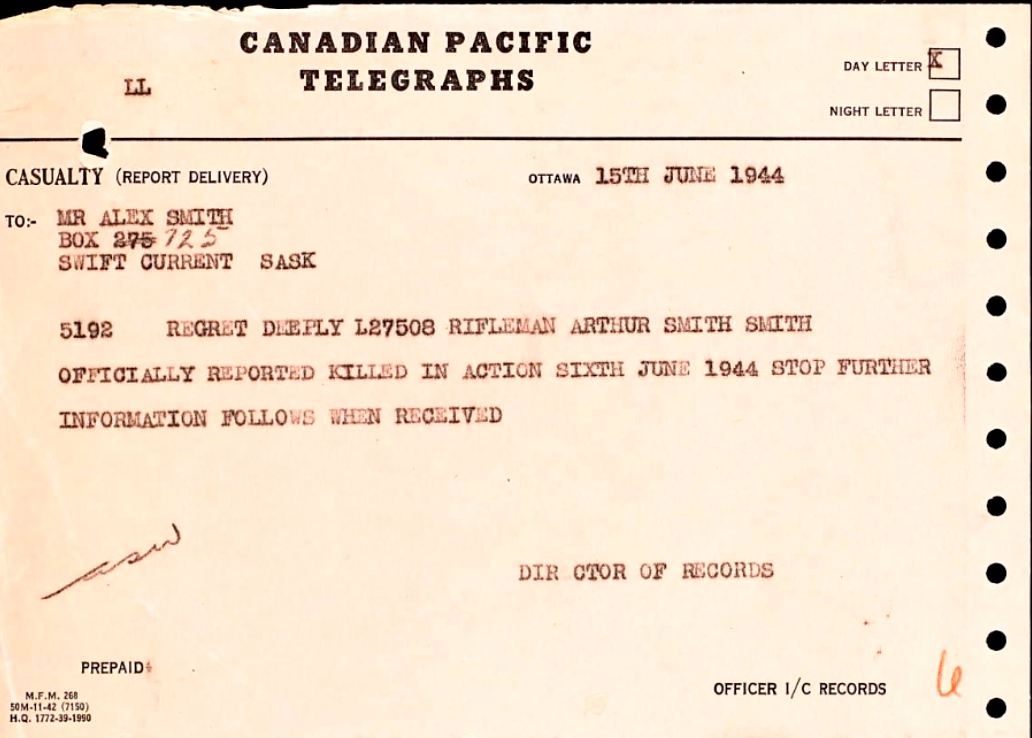 CANADIAN PACIFIC
TELEGRAPHS
LL
DAY LETTER X
NIGHT LETTER
CASUALTY (REPORT DELIVERY)
OTTAWA 15TH JUNE 1944
TO:- MR ALEX SMITH
BOX 275 725
SWIFT CURRENT SASK
5192 REGRET DEEPLY L27508 RIFLEMAN ARTHUR SMITH SMITH
OFFICIALLY REPORTED KILLED IN ACTION SIXTH JUNE 1944 STOP FURTHER
INFORMATION FOLLOWS WHEN RECEIVED
DIR CTOR OF RECORDS
PREPAID
OFFICER I/C RECORDS
6
M.F.M. 268
50M-11-42 (7150)
H.Q. 1772-39-1990